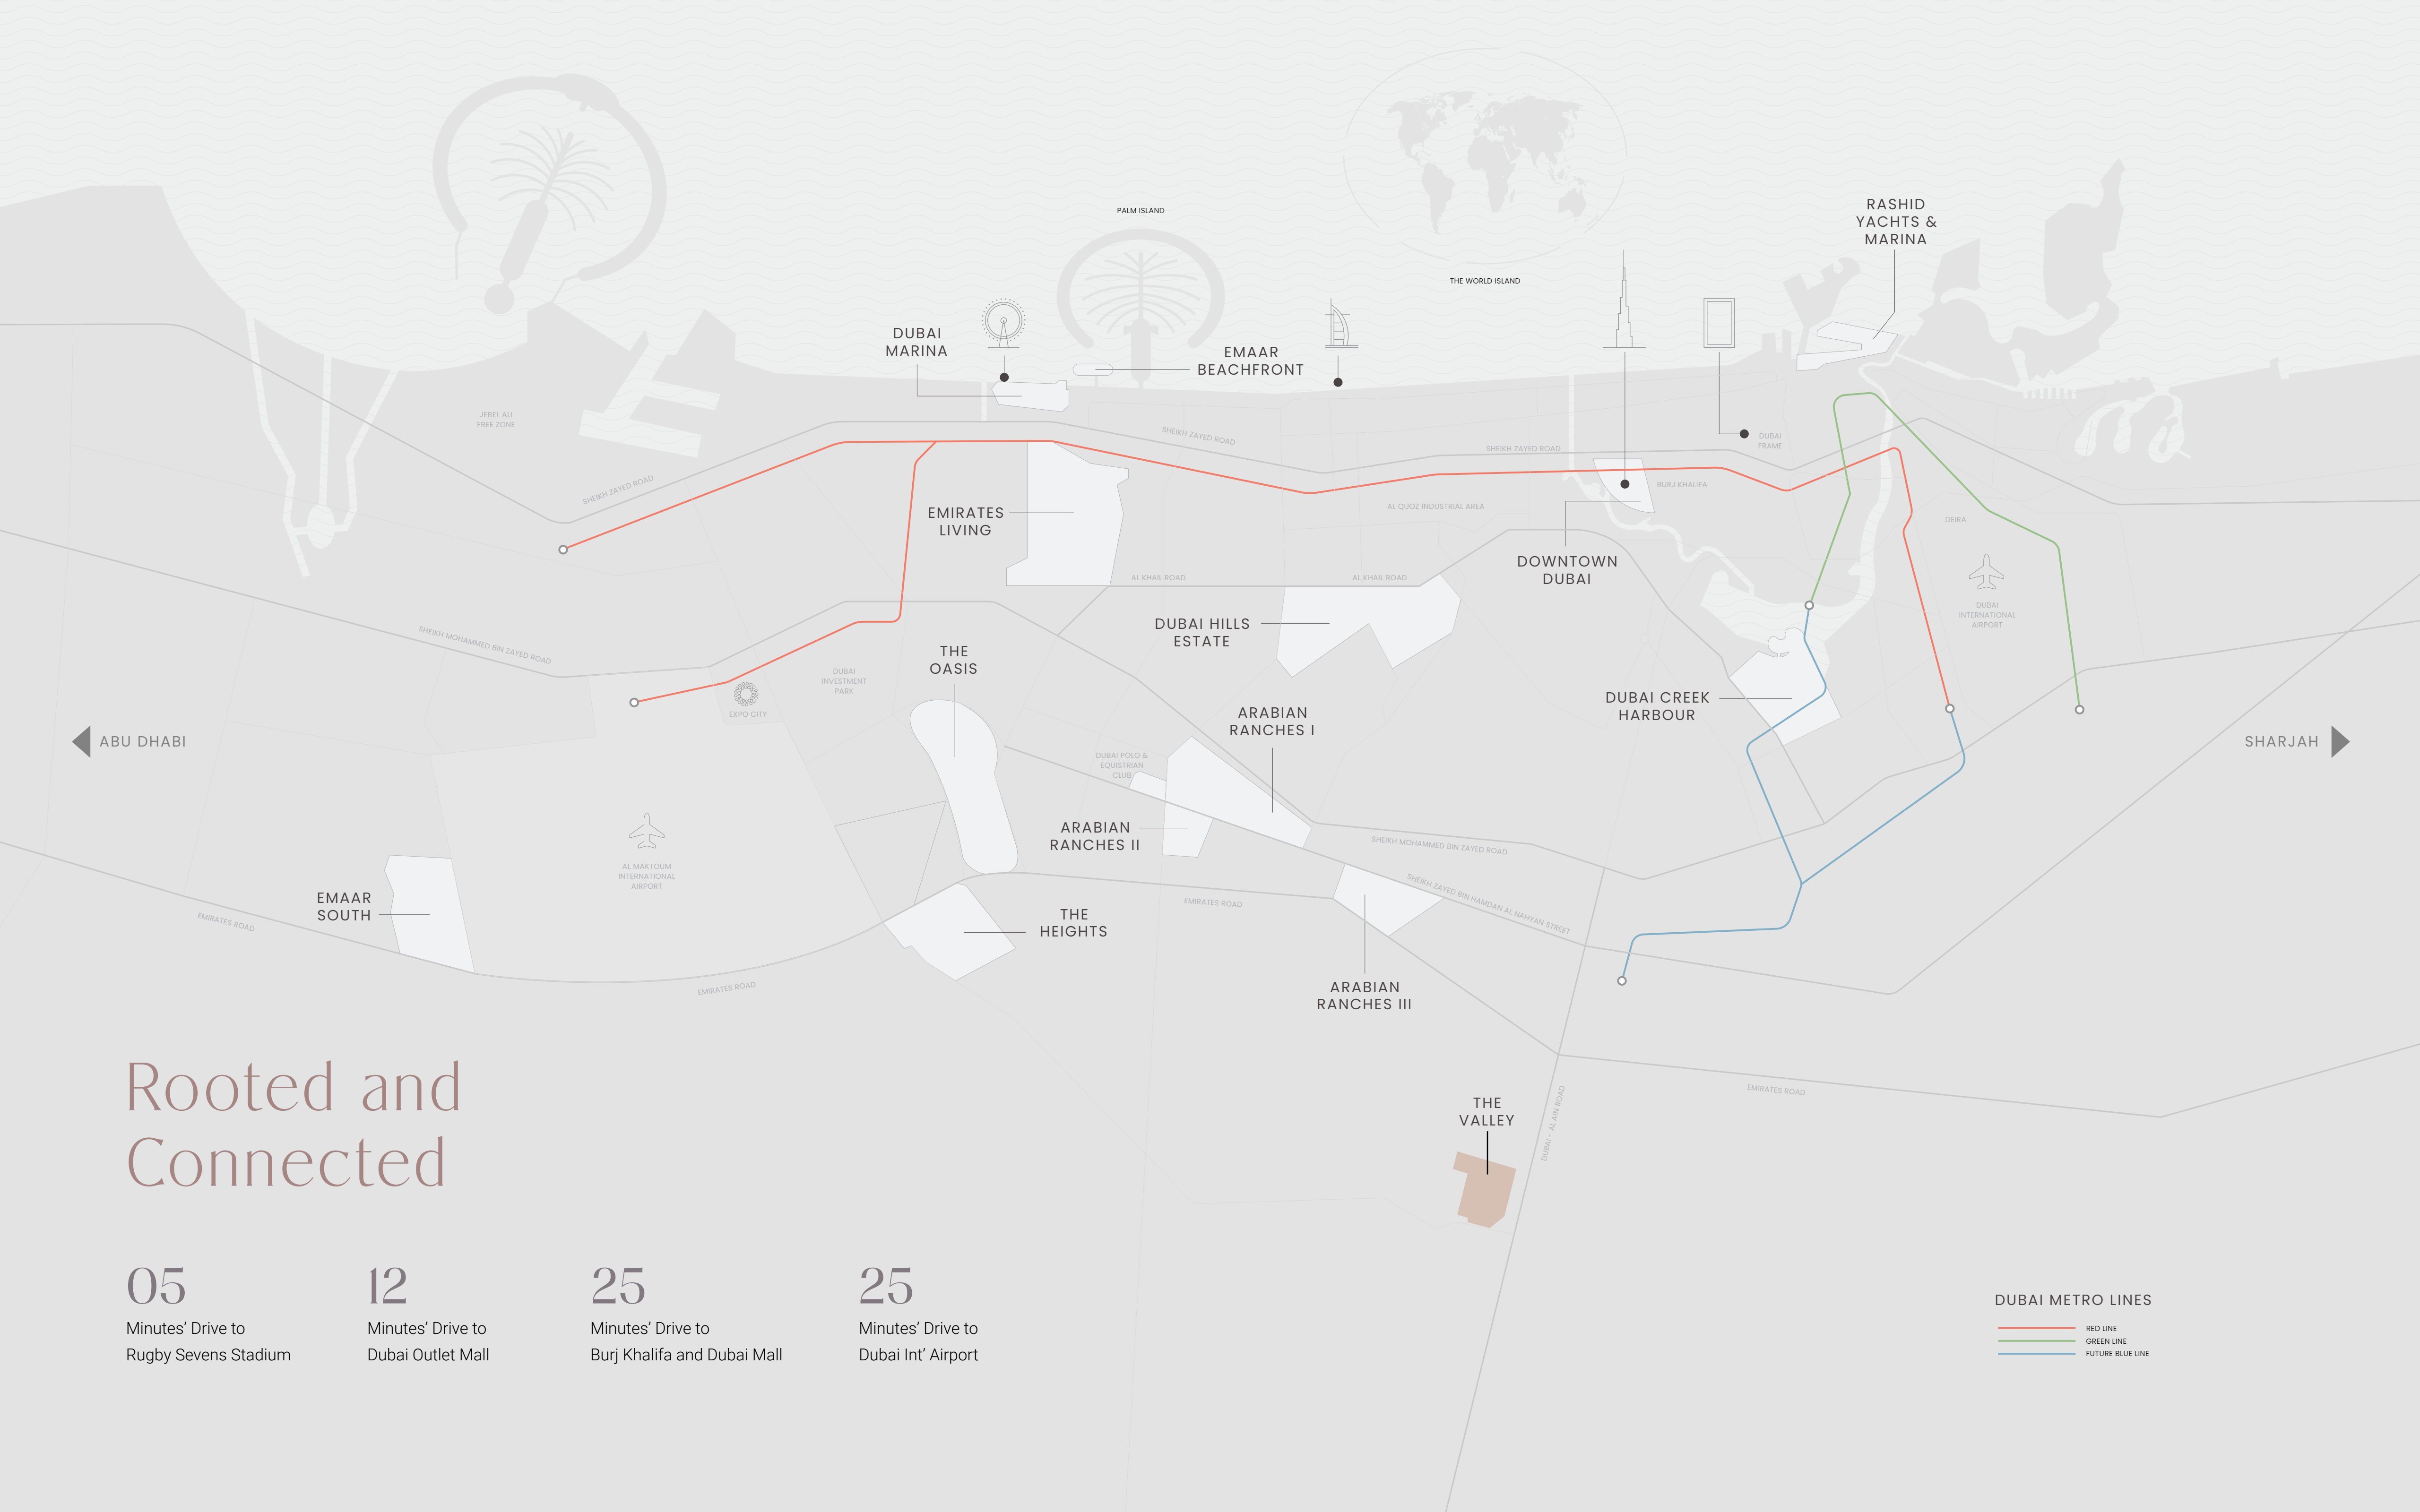 PALM ISLAND
THE WORLD ISLAND
RASHID
YACHTS &
MARINA
DUBAI
MARINA
EMAAR
BEACHFRONT
JEBEL ALI
FREE ZONE
SHEIKH ZAYED ROAD
SHEIKH ZAYED ROAD
SHEIKH ZAYED ROAD
DUBAI
FRAME
BURJ KHALIFA
AL QUOZ INDUSTRIAL AREA
DEIRA
EMIRATES
LIVING
DOWNTOWN
DUBAI
AL KHAIL ROAD
AL KHAIL ROAD
DUBAI
INTERNATIONAL
AIRPORT
DUBAI HILLS
ESTATE
SHEIKH MOHAMMED BIN ZAYED ROAD
THE
OASIS
DUBAI
INVESTMENT
PARK
EXPO CITY
DUBAI CREEK
HARBOUR
ARABIAN
RANCHES I
ABU DHABI
SHARJAH
DUBAI POLO &
EQUESTRIAN
CLUB
ARABIAN
RANCHES II
SHEIKH MOHAMMED BIN ZAYED ROAD
AL MAKTOUM
INTERNATIONAL
AIRPORT
SHEIKH ZAYED BIN HAMDAN AL NAHYAN STREET
EMAAR
SOUTH
EMIRATES ROAD
EMIRATES ROAD
THE
HEIGHTS
EMIRATES ROAD
ARABIAN
RANCHES III
EMIRATES ROAD
THE
VALLEY
DUBAI - AL AIN ROAD
Rooted and
Connected
05
Minutes’ Drive to
Rugby Sevens Stadium
12
Minutes’ Drive to
Dubai Outlet Mall
25
Minutes’ Drive to
Burj Khalifa and Dubai Mall
25
Minutes’ Drive to
Dubai Int’ Airport
DUBAI METRO LINES
RED LINE
GREEN LINE
FUTURE BLUE LINE